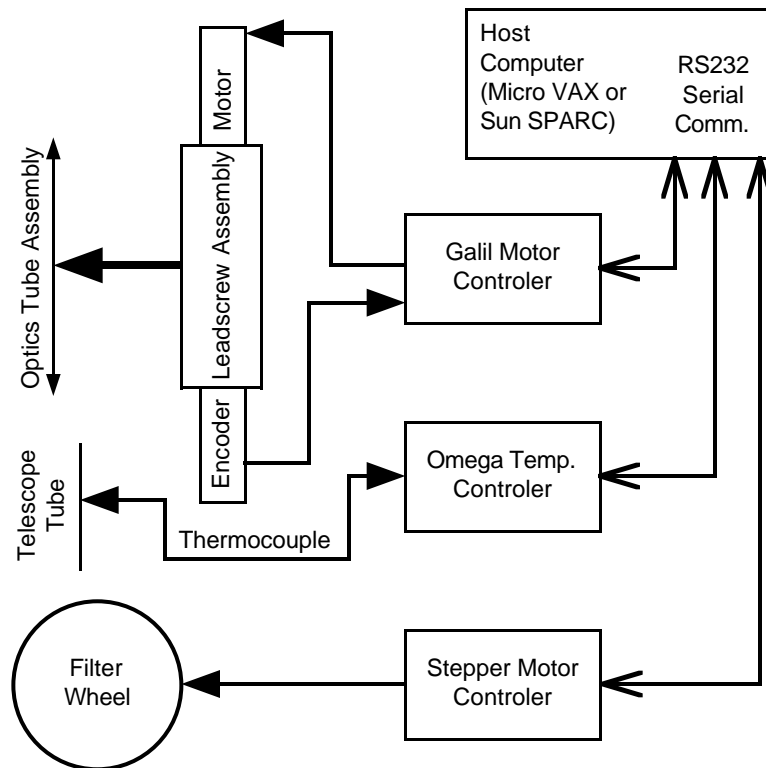 Host
Computer
(Micro VAX or
Sun SPARC)
RS232
Serial
Comm.
Motor
Leadscrew Assembly
Encoder
Optics Tube Assembly
Galil Motor
Controler
Omega Temp.
Controler
Telescope
Tube
Thermocouple
Filter
Wheel
Stepper Motor
Controler